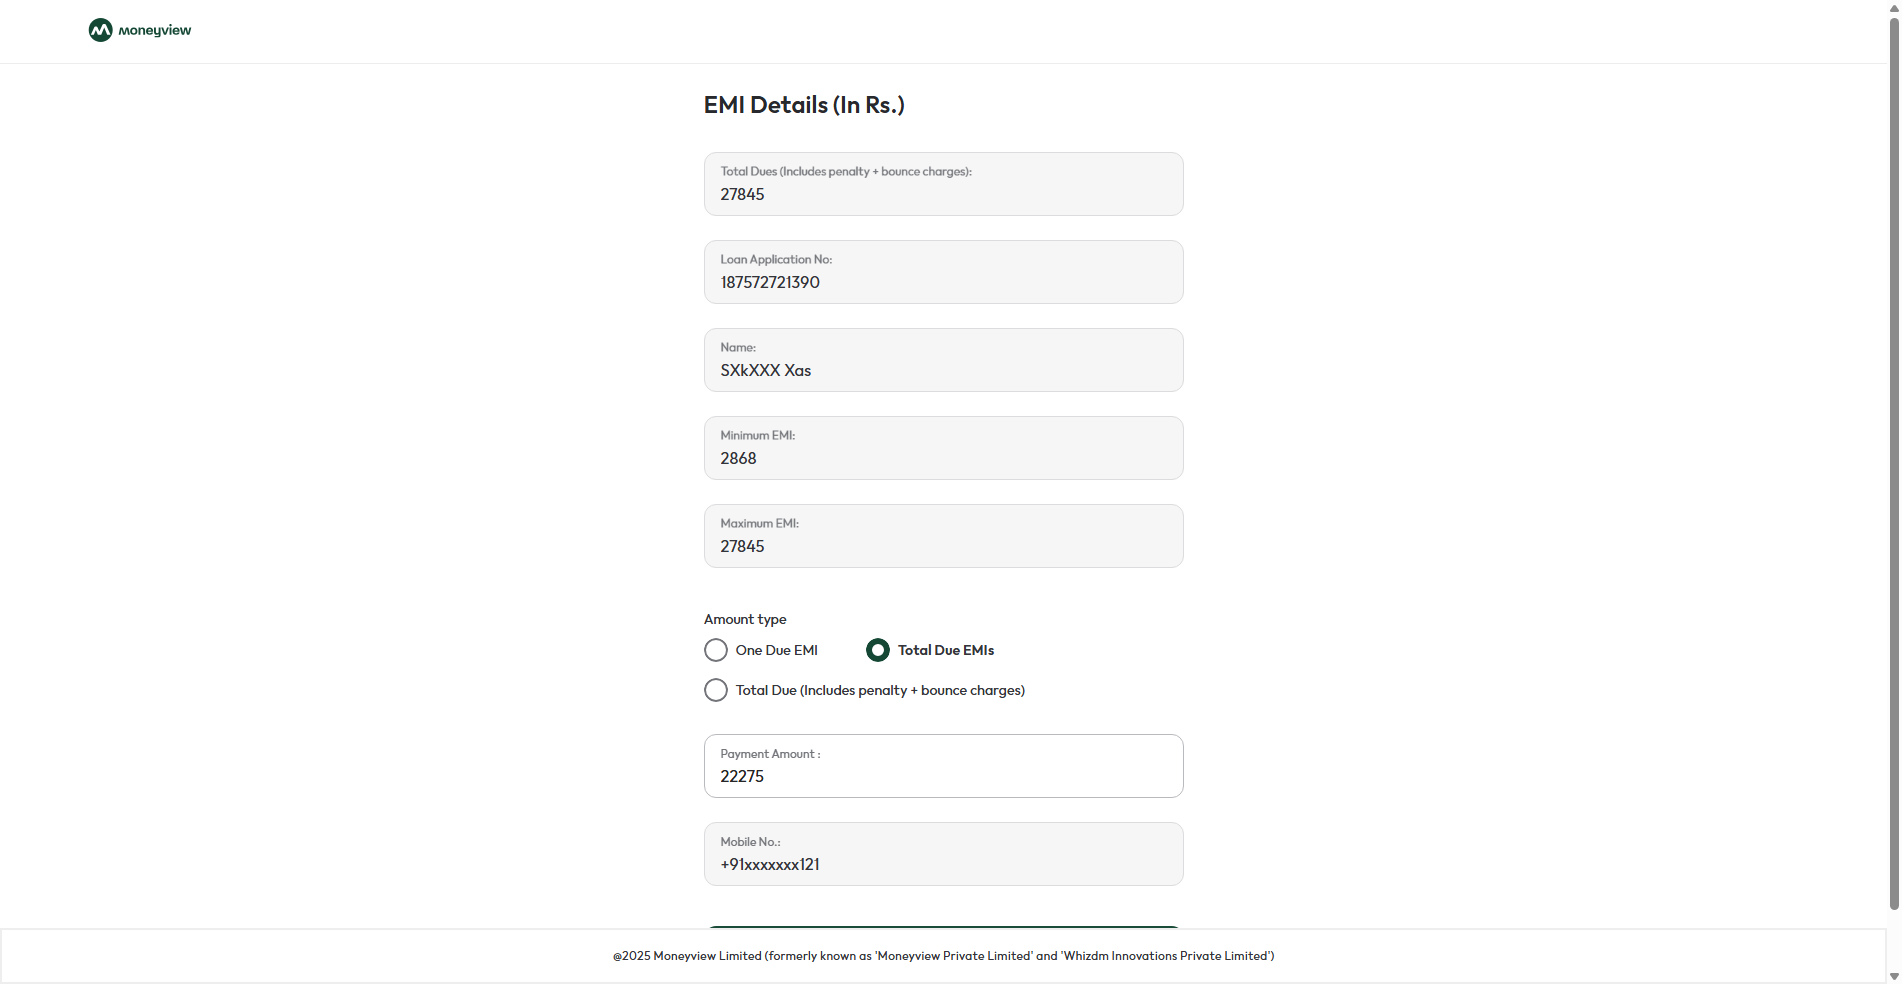 moneyview
EMI Details (In Rs.)
Total Dues (Includes penalty + bounce charges):
27845
Loan Application No:
187572721390
Name:
SXkXXX Xas
Minimum EMI:
2868
Maximum EMI:
27845
Amount type
One Due EMI
Total Due EMIs
Total Due (Includes penalty + bounce charges)
Payment Amount :
22275
Mobile No.:
+91xxxxxxx121
@2025 Moneyview Limited (formerly known as 'Moneyview Private Limited' and 'Whizdm Innovations Private Limited')